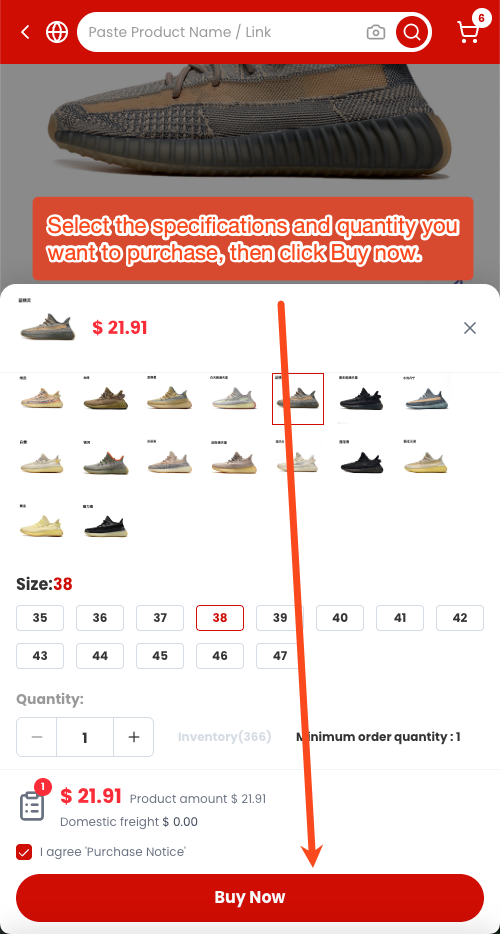 Paste Product Name / Link
6
Select the specifications and quantity you
want to purchase, then click Buy now.
$ 21.91
Size:38
35 36 37 38 39 40 41 42
43 44 45 46 47
Quantity:
1 Inventory(366) Minimum order quantity : 1
1
$ 21.91 Product amount $ 21.91
Domestic freight $ 0.00
I agree 'Purchase Notice'
Buy Now